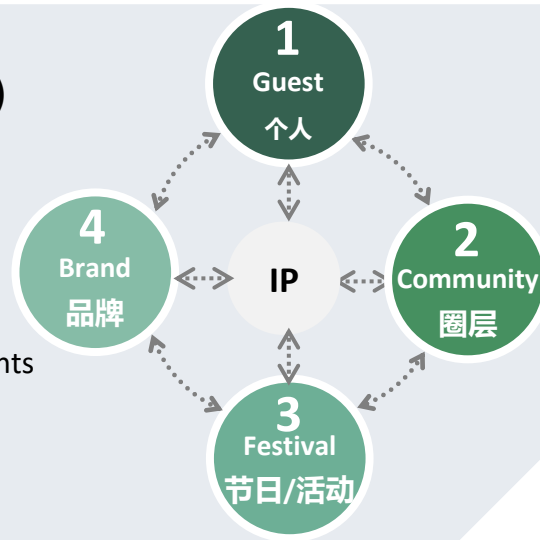 )
1
Guest
个人
4
Brand
品牌
IP
2
Community
圈层
nts
3
Festival
节日/活动